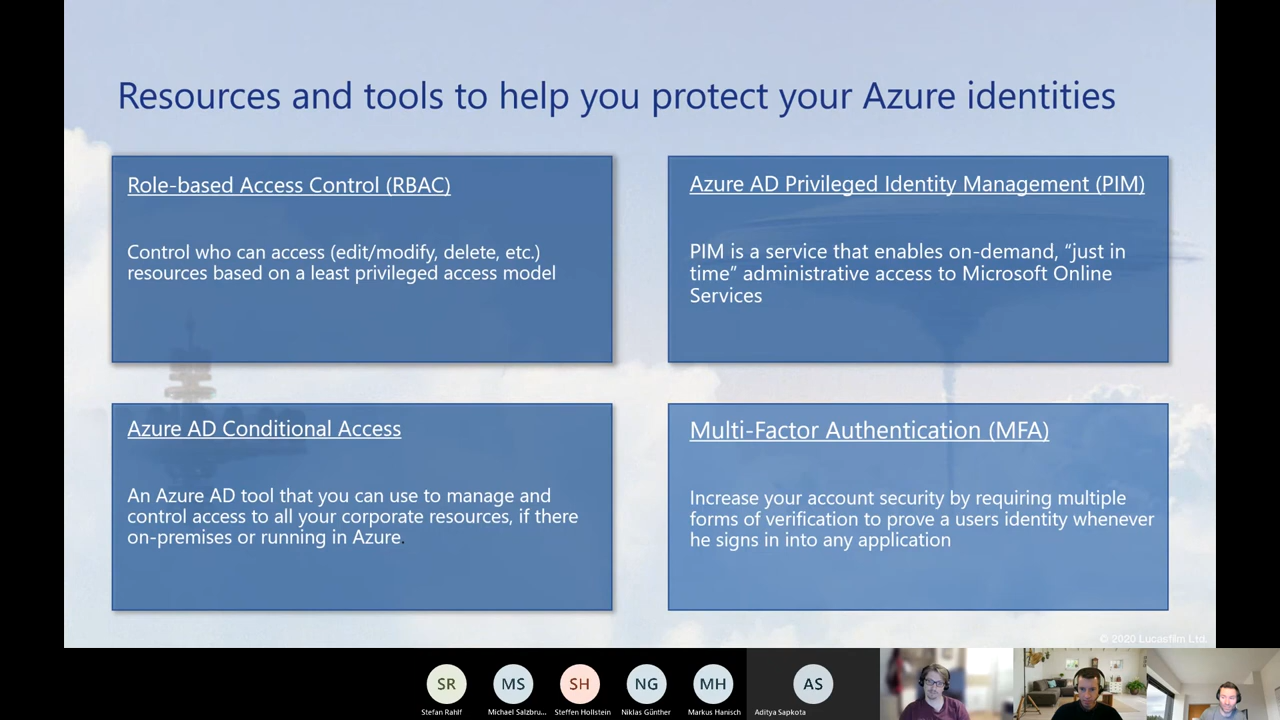 Resources and tools to help you protect your Azure identities
Role-based Access Control (RBAC)
Control who can access (edit/modify, delete, etc.)
resources based on a least privileged access model
Azure AD Privileged Identity Management (PIM)
PIM is a service that enables on-demand, “just in
time” administrative access to Microsoft Online
Services
Azure AD Conditional Access
An Azure AD tool that you can use to manage and
control access to all your corporate resources, if there
on-premises or running in Azure.
Multi-Factor Authentication (MFA)
Increase your account security by requiring multiple
forms of verification to prove a users identity whenever
he signs in into any application
© 2020 Lucasfilm Ltd.
SR
MS
SH
NG
MH
AS
Stefan Rahlf
Michael Salzbru...
Steffen Hollstein
Niklas Günther
Markus Hanisch
Aditya Sapkota